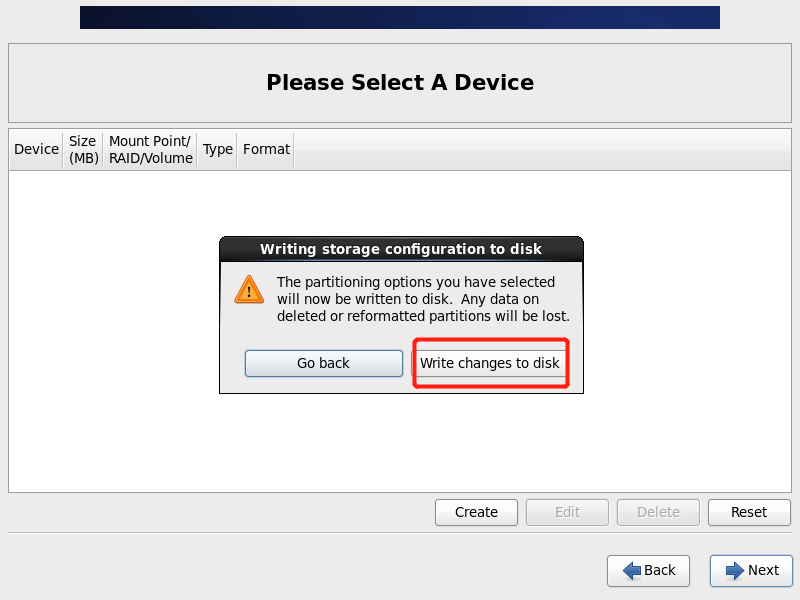 Please Select A Device
Device
Size
(MB)
Mount Point/
RAID/Volume
Type
Format
Writing storage configuration to disk
The partitioning options you have selected
will now be written to disk.  Any data on
deleted or reformatted partitions will be lost.
Go back
Write changes to disk
Create
Edit
Delete
Reset
Back
Next